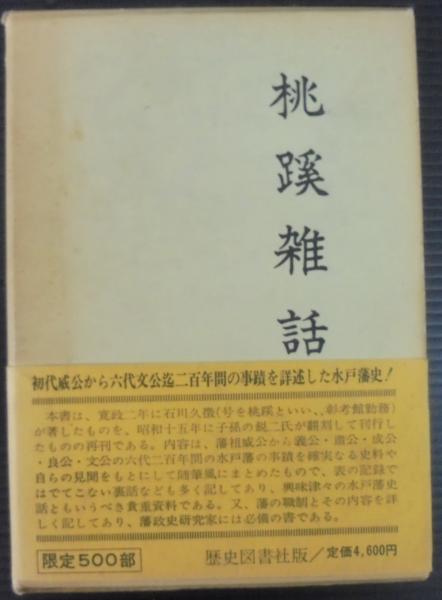 桃蹊雑話
初代威公から六代文公迄二百年間の事蹟を詳述した水戸藩史!
本書は、寛政二年に石川久徴(号を桃蹊といい、彰考館勤務)
が著したものを、昭和十五年に子孫の鋭二氏が翻刻して刊行し
たものの再刊である。内容は、藩祖威公から義公・粛公・成公
・良公・文公の六代二百年間の水戸藩の事蹟を確実なる史料や
自らの見聞をもとにして随筆風にまとめたもので、表の記録で
はでてこない裏話なども多く記してあり、興味津々の水戸藩史
話ともいうべき貴重資料である。又、藩の職制とその内容を詳
しく記してあり、藩政史研究家には必備の書である。
限定500部
歴史図書社版/定価4,600円